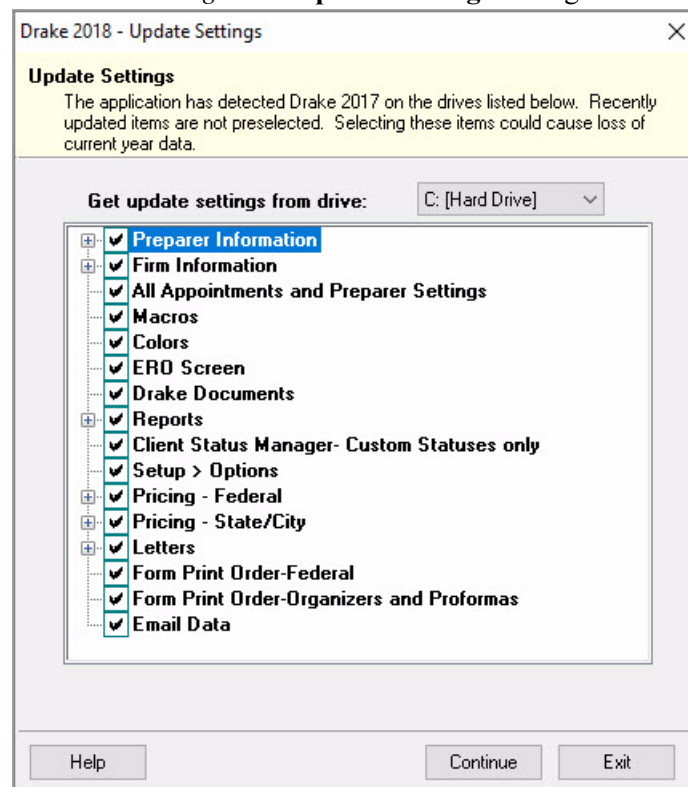 Drake 2018 - Update Settings
Update Settings
The application has detected Drake 2017 on the drives listed below. Recently
updated items are not preselected. Selecting these items could cause loss of
current year data.
Get update settings from drive: C: [Hard Drive]
Preparer Information
Firm Information
All Appointments and Preparer Settings
Macros
Colors
ERO Screen
Drake Documents
Reports
Client Status Manager- Custom Statuses only
Setup > Options
Pricing - Federal
Pricing - State/City
Letters
Form Print Order-Federal
Form Print Order-Organizers and Proformas
Email Data
Help Continue Exit